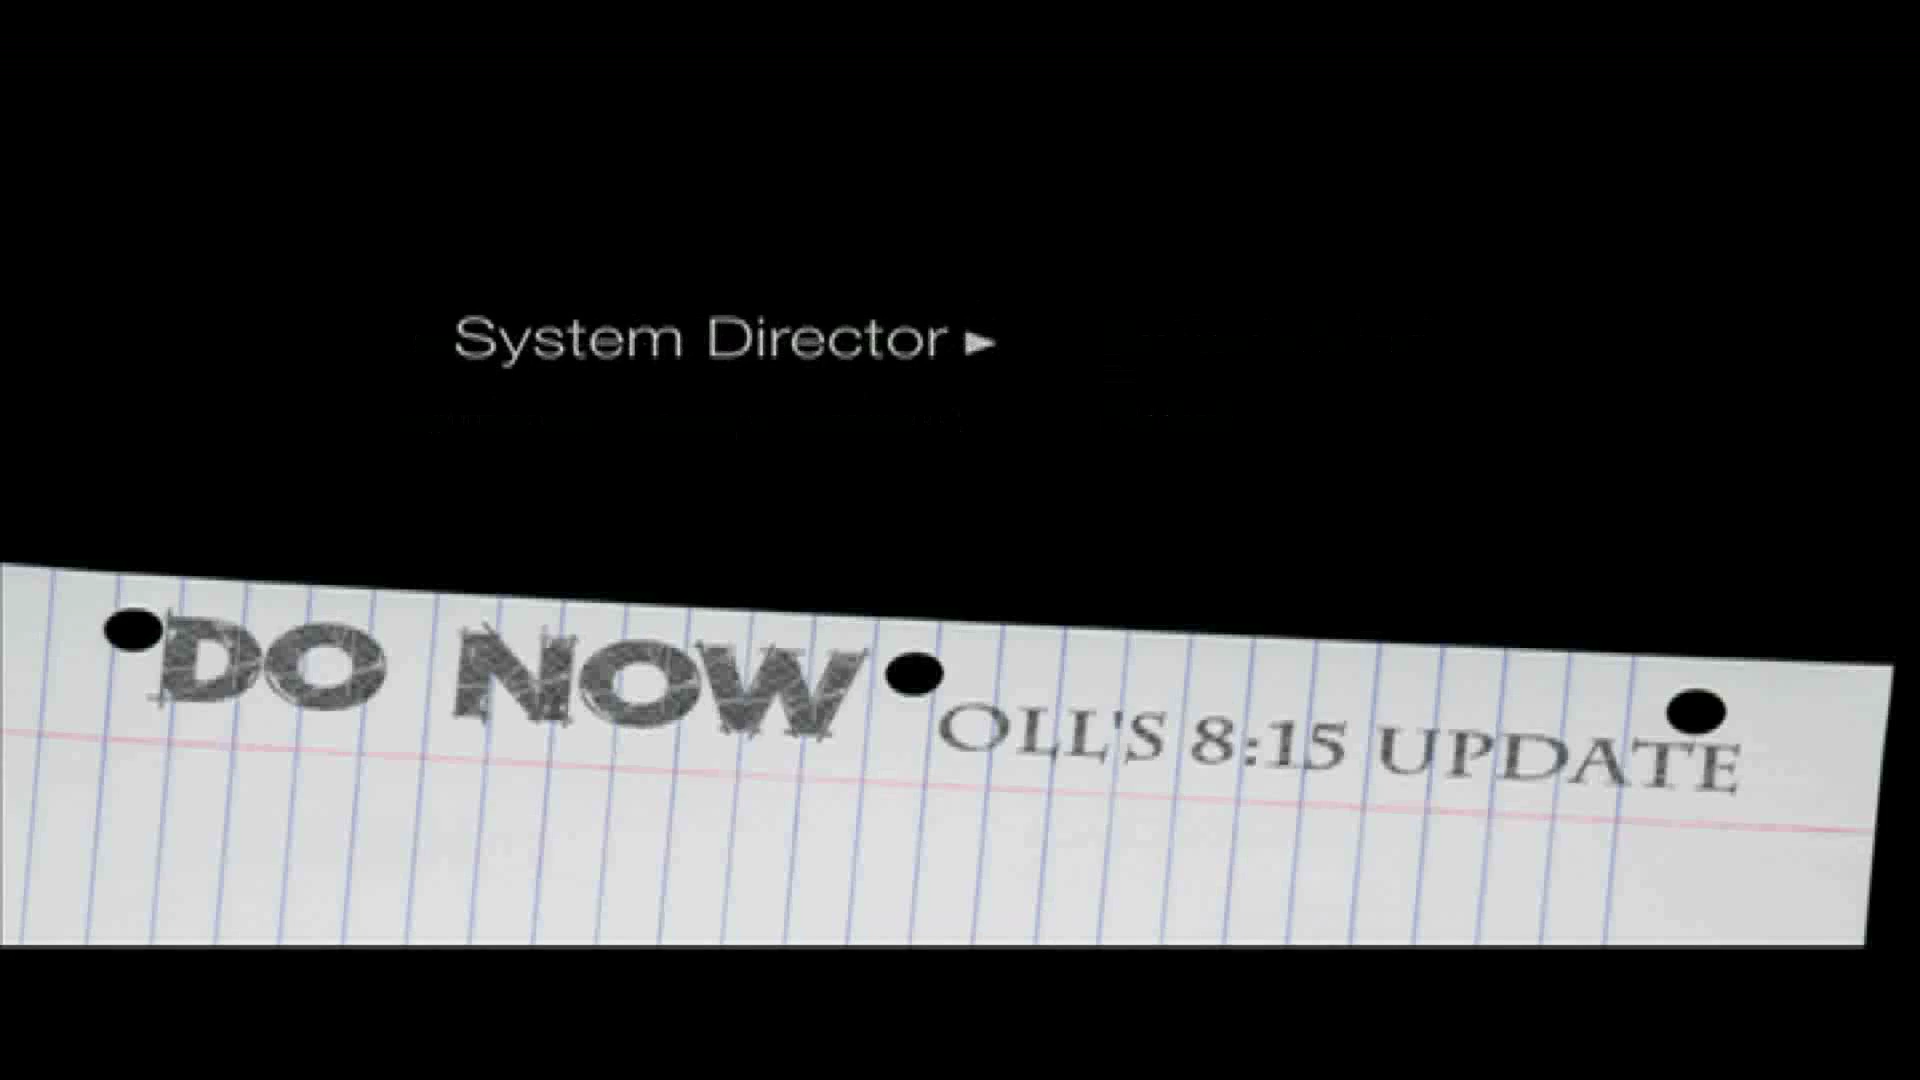 System Director ►
DO NOW
OLL'S 8:15 UPDATE